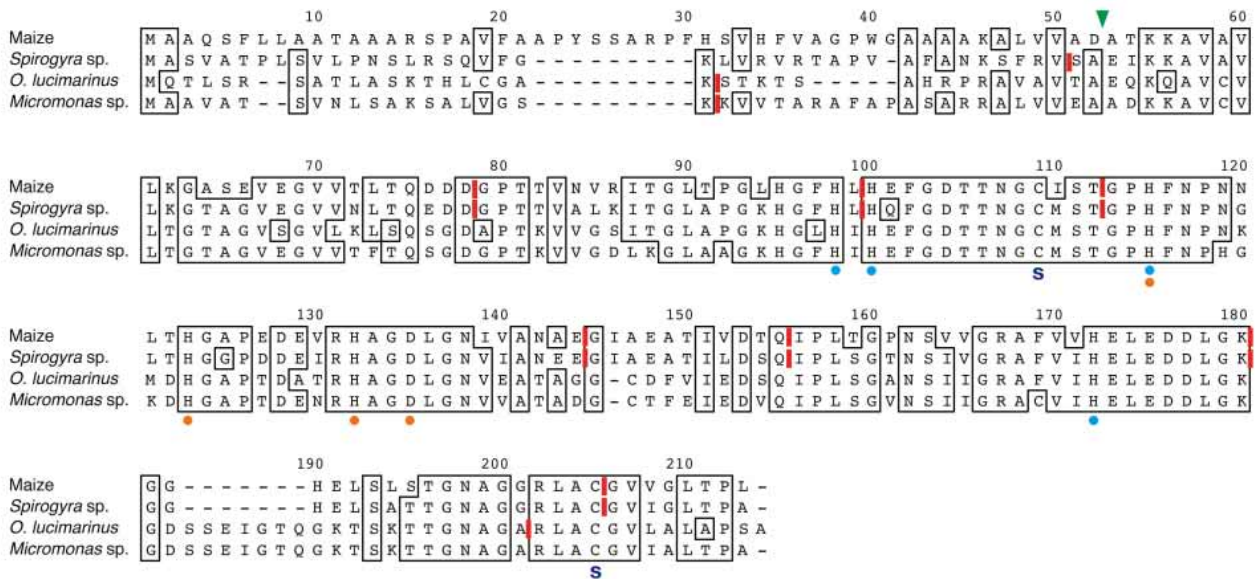 10 20 30 40 50 60
Maize M A A Q S F L L A A T A A A R S P A V F A A P Y S S A R P F H S V H F V A G P W G A A A A K A L V V A D A T K K A V A V
Spirogyra sp. M A S V A T P L S V L P N S L R S Q V F G - - - - - - - - - K L V R V R T A P V - A F A N K S F R V S A E I K K A V A V
O. lucimarinus M Q T L S R - - S A T L A S K T H L C G A - - - - - - - - - K S T K T S - - - - - A H R P R A V A V T A E Q K Q A V C V
Micromonas sp. M A A V A T - - S V N L S A K S A L V G S - - - - - - - - - K K V V T A R A F A P A S A R R A L V V E A A D K K A V C V
70 80 90 100 110 120
Maize L K G A S E V E G V V T L T Q D D D G P T T V N V R I T G L T P G L H G F H L H E F G D T T N G C I S T G P H F N P N N
Spirogyra sp. L K G T A G V E G V V N L T Q E D D G P T T V A L K I T G L A P G K H G F H L H Q F G D T T N G C M S T G P H F N P N G
O. lucimarinus L T G T A G V S G V L K L S Q S G D A P T K V V G S I T G L A P G K H G L H I H E F G D T T N G C M S T G P H F N P N K
Micromonas sp. L T G T A G V E G V V T F T Q S G D G P T K V V G D L K G L A A G K H G F H I H E F G D T T N G C M S T G P H F N P H G
S
130 140 150 160 170 180
Maize L T H G A P E D E V R H A G D L G N I V A N A E G I A E A T I V D T Q I P L T G P N S V V G R A F V V H E L E D D L G K
Spirogyra sp. L T H G G P D D E I R H A G D L G N V I A N E E G I A E A T I L D S Q I P L S G T N S I V G R A F V I H E L E D D L G K
O. lucimarinus M D H G A P T D A T R H A G D L G N V E A T A G G - C D F V I E D S Q I P L S G A N S I I G R A F V I H E L E D D L G K
Micromonas sp. K D H G A P T D E N R H A G D L G N V V A T A D G - C T F E I E D V Q I P L S G V N S I I G R A C V I H E L E D D L G K
190 200 210
Maize G G - - - - - - - H E L S L S T G N A G G R L A C G V V G L T P L -
Spirogyra sp. G G - - - - - - - H E L S A T T G N A G G R L A C G V I G L T P A -
O. lucimarinus G D S S E I G T Q G K T S K T T G N A G A R L A C G V L A L A P S A
Micromonas sp. G D S S E I G T Q G K T S K T T G N A G A R L A C G V I A L T P A -
S